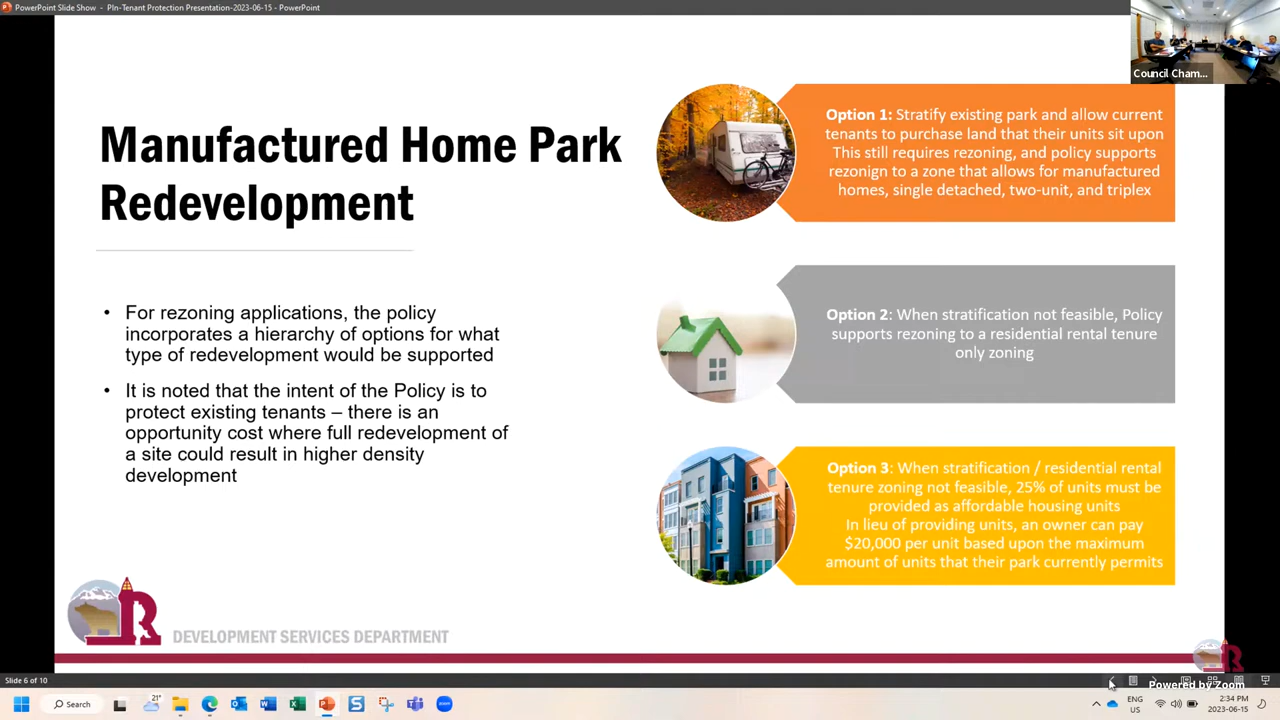 PowerPoint Slide Show - Pln-Tenant Protection Presentation-2023-06-15 - PowerPoint
Council Cham...
Manufactured Home Park
Redevelopment
• For rezoning applications, the policy
incorporates a hierarchy of options for what
type of redevelopment would be supported
• It is noted that the intent of the Policy is to
protect existing tenants – there is an
opportunity cost where full redevelopment of
a site could result in higher density
development
Option 1: Stratify existing park and allow current
tenants to purchase land that their units sit upon
This still requires rezoning, and policy supports
rezonign to a zone that allows for manufactured
homes, single detached, two-unit, and triplex
Option 2: When stratification not feasible, Policy
supports rezoning to a residential rental tenure
only zoning
Option 3: When stratification / residential rental
tenure zoning not feasible, 25% of units must be
provided as affordable housing units
In lieu of providing units, an owner can pay
$20,000 per unit based upon the maximum
amount of units that their park currently permits
R
DEVELOPMENT SERVICES DEPARTMENT
Slide 6 of 10
Powered by Zoom
Search
21°
zoom
ENG
US
2:34 PM
2023-06-15